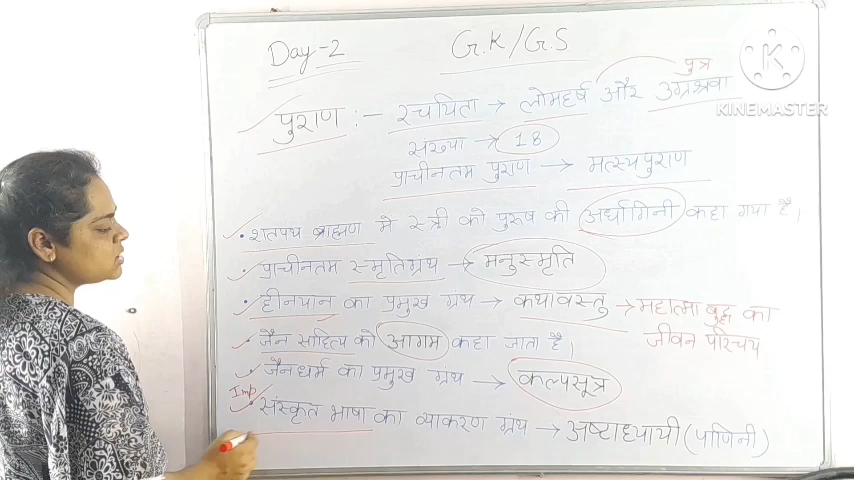 Day-2 G.K/G.S
पुत्र
पुराण :- रचयिता → लोमहर्ष और उग्रश्रवा
KINEMASTER
संख्या → 18
प्राचीनतम पुराण → मत्स्यपुराण
• शतपथ ब्राह्मण मे स्त्री को पुरूष की अर्धांगिनी कहा गया है।
• प्राचीनतम स्मृतिग्रंथ → मनुस्मृति
• हीनयान का प्रमुख ग्रंथ → कथावस्तु → महात्मा बुद्ध का
जीवन परिचय
• जैन साहित्य को आगम कहा जाता है।
• जैनधर्म का प्रमुख ग्रंथ → कल्पसूत्र
Imp
• संस्कृत भाषा का व्याकरण ग्रंथ → अष्टाध्यायी (पाणिनी)